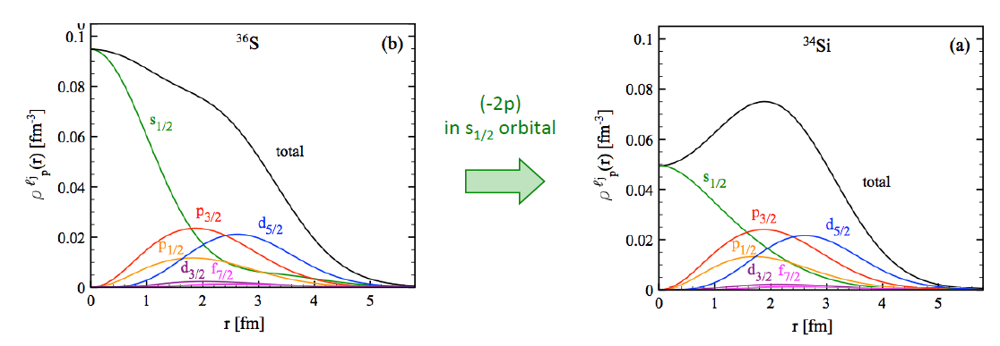 0
0.1
0.08
0.06
0.04
0.02
0
ρ ℓj p(r) [fm-3]
36S
(b)
s1/2
total
p3/2
d5/2
p1/2
d3/2
f7/2
0 1 2 3 4 5
r [fm]
(-2p)
in s1/2 orbital
0.1
0.08
0.06
0.04
0.02
0
ρ ℓj p(r) [fm-3]
34Si
(a)
s1/2
total
p3/2
d5/2
p1/2
d3/2
f7/2
0 1 2 3 4 5
r [fm]